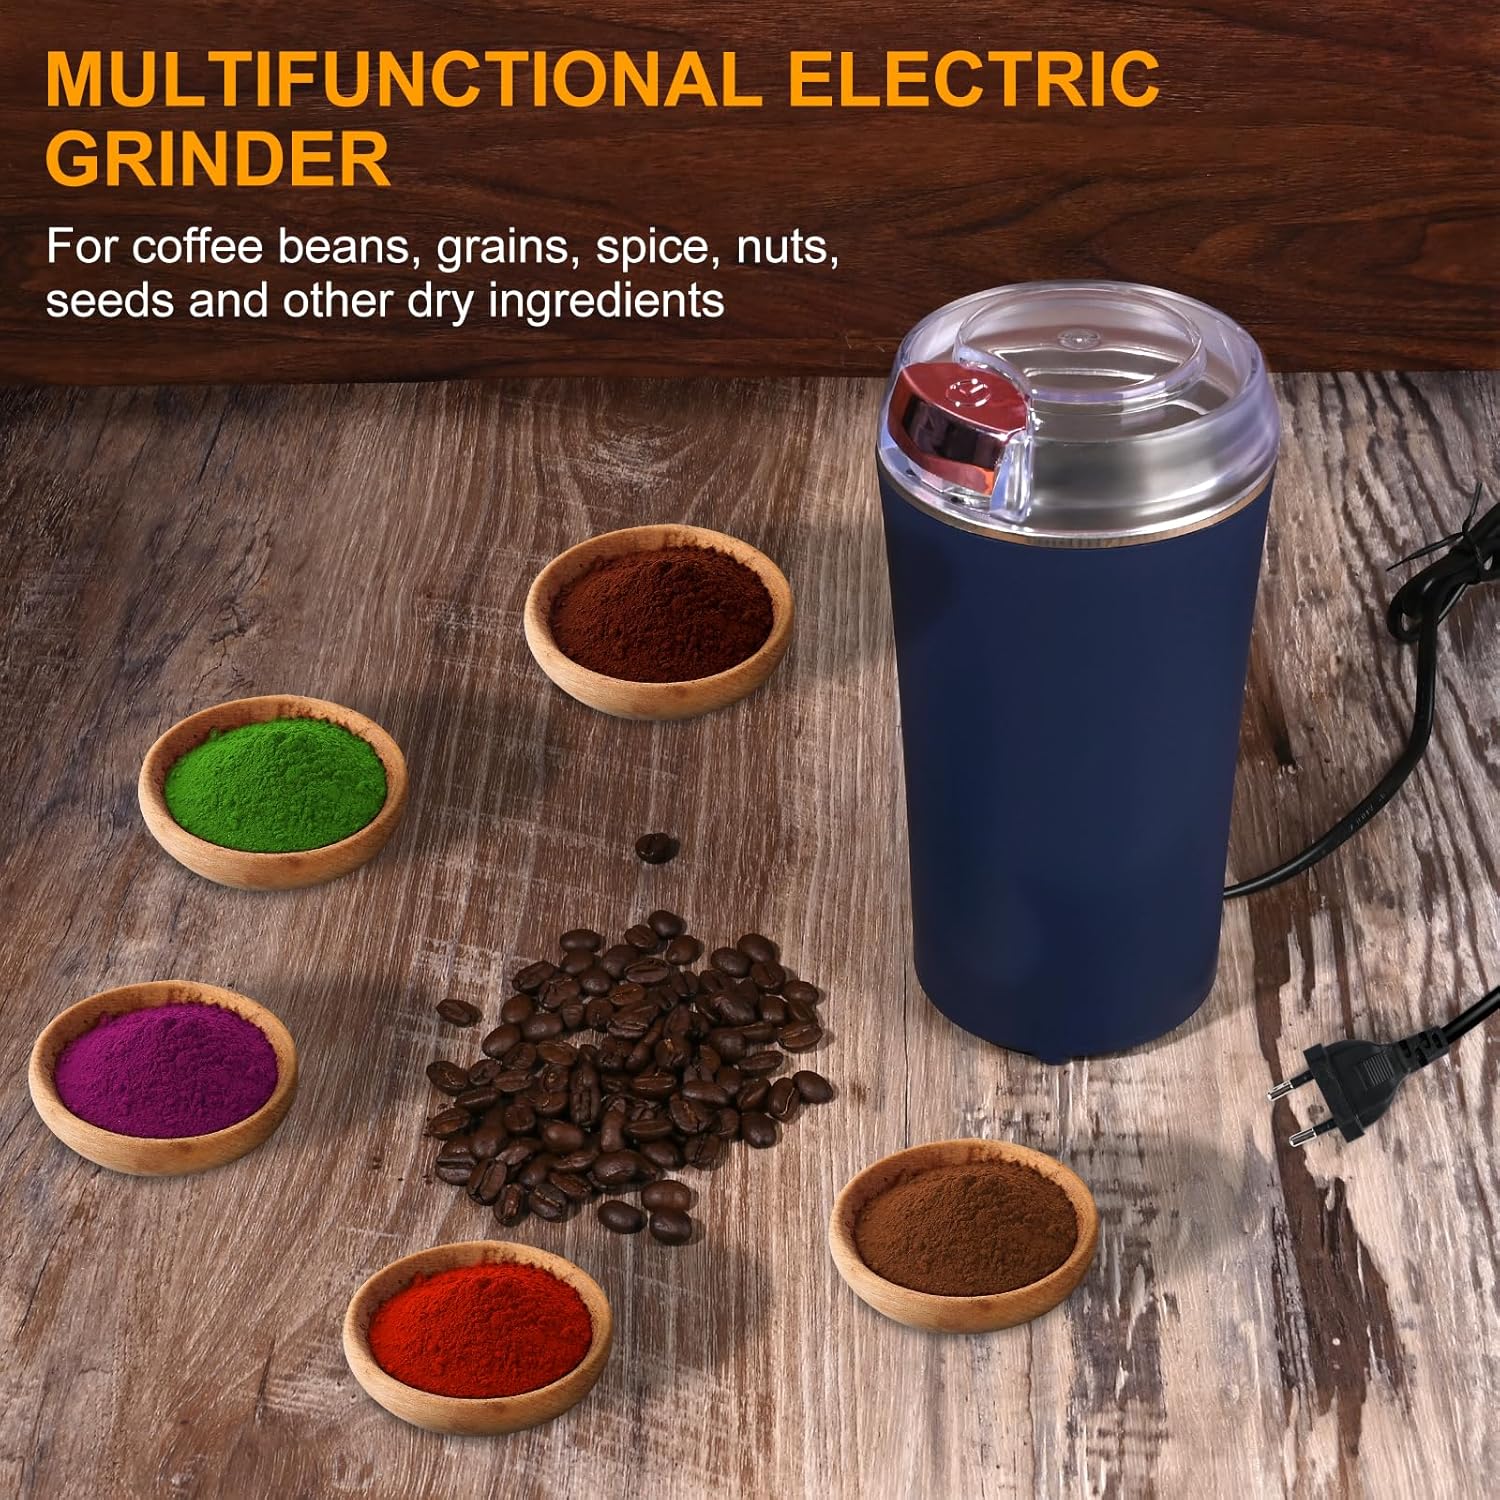 MULTIFUNCTIONAL ELECTRIC
GRINDER
For coffee beans, grains, spice, nuts,
seeds and other dry ingredients